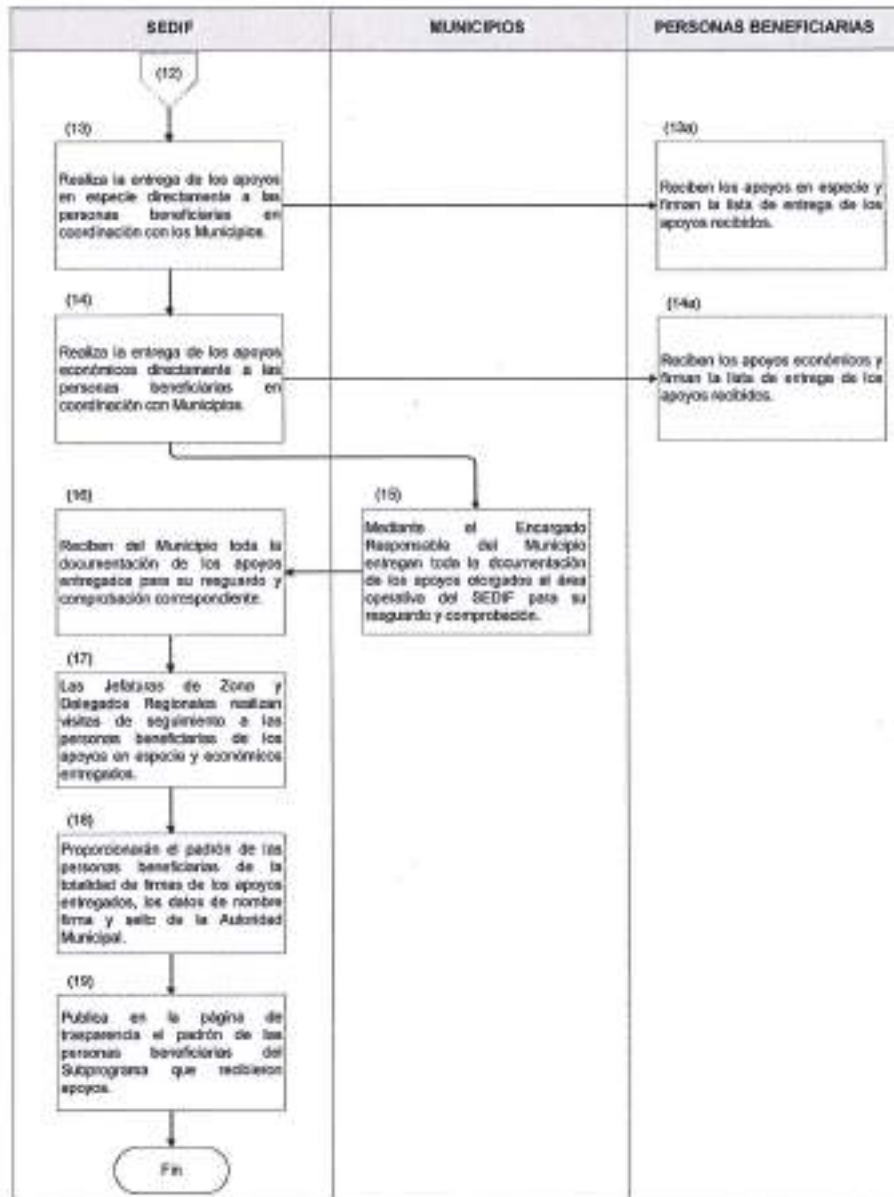 SEDIF
MUNICIPIOS
PERSONAS BENEFICIARIAS
(12)
(13)
Realiza la entrega de los apoyos
en especie directamente a las
personas beneficiarias en
coordinación con los Municipios.
(13a)
Reciben los apoyos en especie y
firman la lista de entrega de los
apoyos recibidos.
(14)
Realiza la entrega de los apoyos
económicos directamente a las
personas beneficiarias en
coordinación con Municipios.
(14a)
Reciben los apoyos económicos y
firman la lista de entrega de los
apoyos recibidos.
(15)
Mediante el Encargado
Responsable del Municipio
entregan toda la documentación
de los apoyos otorgados al área
operativa del SEDIF para su
resguardo y comprobación.
(16)
Reciben del Municipio toda la
documentación de los apoyos
entregados para su resguardo y
comprobación correspondiente.
(17)
Las Jefaturas de Zona y
Delegados Regionales realizan
visitas de seguimiento a las
personas beneficiarias de los
apoyos en especie y económicos
entregados.
(18)
Proporcionarán el padrón de las
personas beneficiarias de la
totalidad de firmas de los apoyos
entregados, los datos de nombre
firma y sello de la Autoridad
Municipal.
(19)
Publica en la página de
trasparencia el padrón de las
personas beneficiarias del
Subprograma que recibieron
apoyos.
Fin